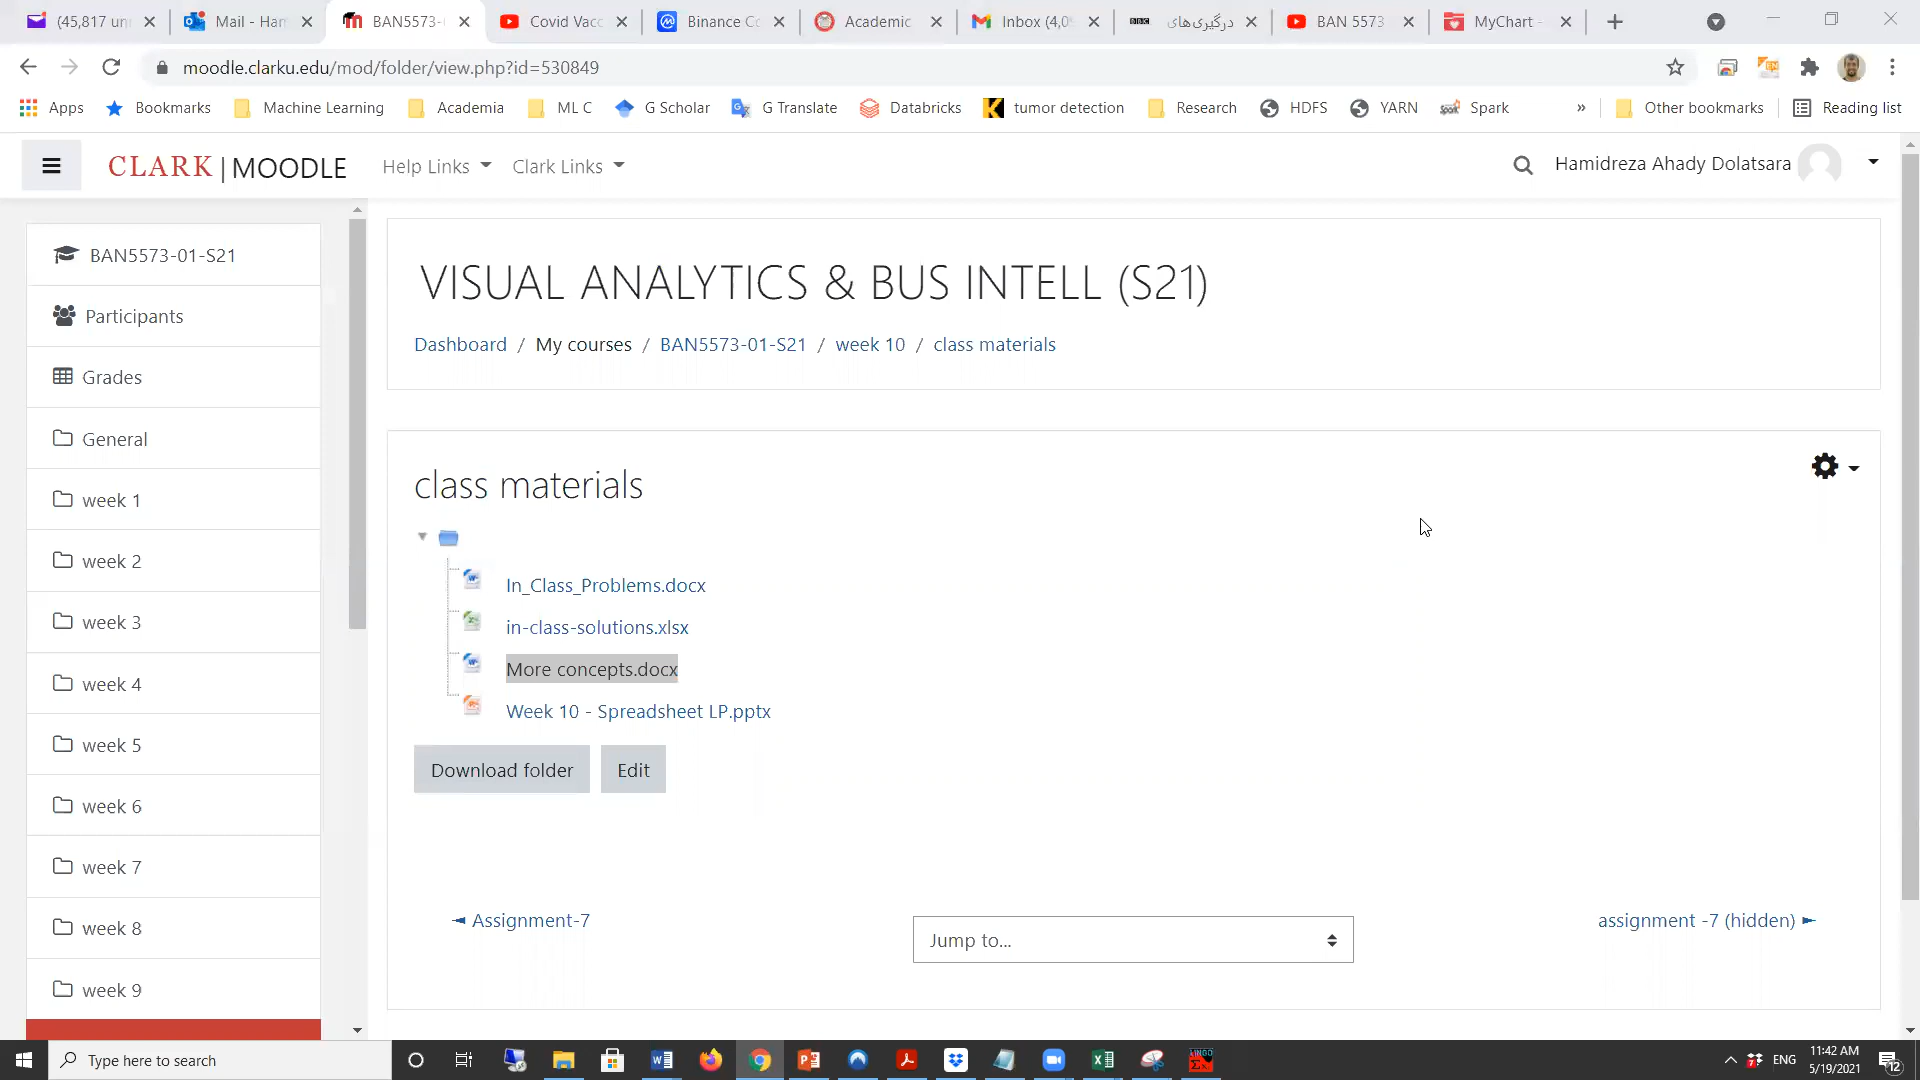 (45,817 un
Mail - Han
BAN5573-
Covid Vacc
Binance Co
Academic
Inbox (4,09
BBC
درگیری‌های
BAN 5573
MyChart -
moodle.clarku.edu/mod/folder/view.php?id=530849
Apps
Bookmarks
Machine Learning
Academia
ML C
G Scholar
G Translate
Databricks
tumor detection
Research
HDFS
YARN
Spark
»
Other bookmarks
Reading list
CLARK | MOODLE
Help Links
Clark Links
Hamidreza Ahady Dolatsara
BAN5573-01-S21
Participants
Grades
General
week 1
week 2
week 3
week 4
week 5
week 6
week 7
week 8
week 9
VISUAL ANALYTICS & BUS INTELL (S21)
Dashboard / My courses / BAN5573-01-S21 / week 10 / class materials
class materials
In_Class_Problems.docx
in-class-solutions.xlsx
More concepts.docx
Week 10 - Spreadsheet LP.pptx
Download folder
Edit
◄ Assignment-7
Jump to...
assignment -7 (hidden) ►
Type here to search
LINGO
ENG
11:42 AM
5/19/2021
12